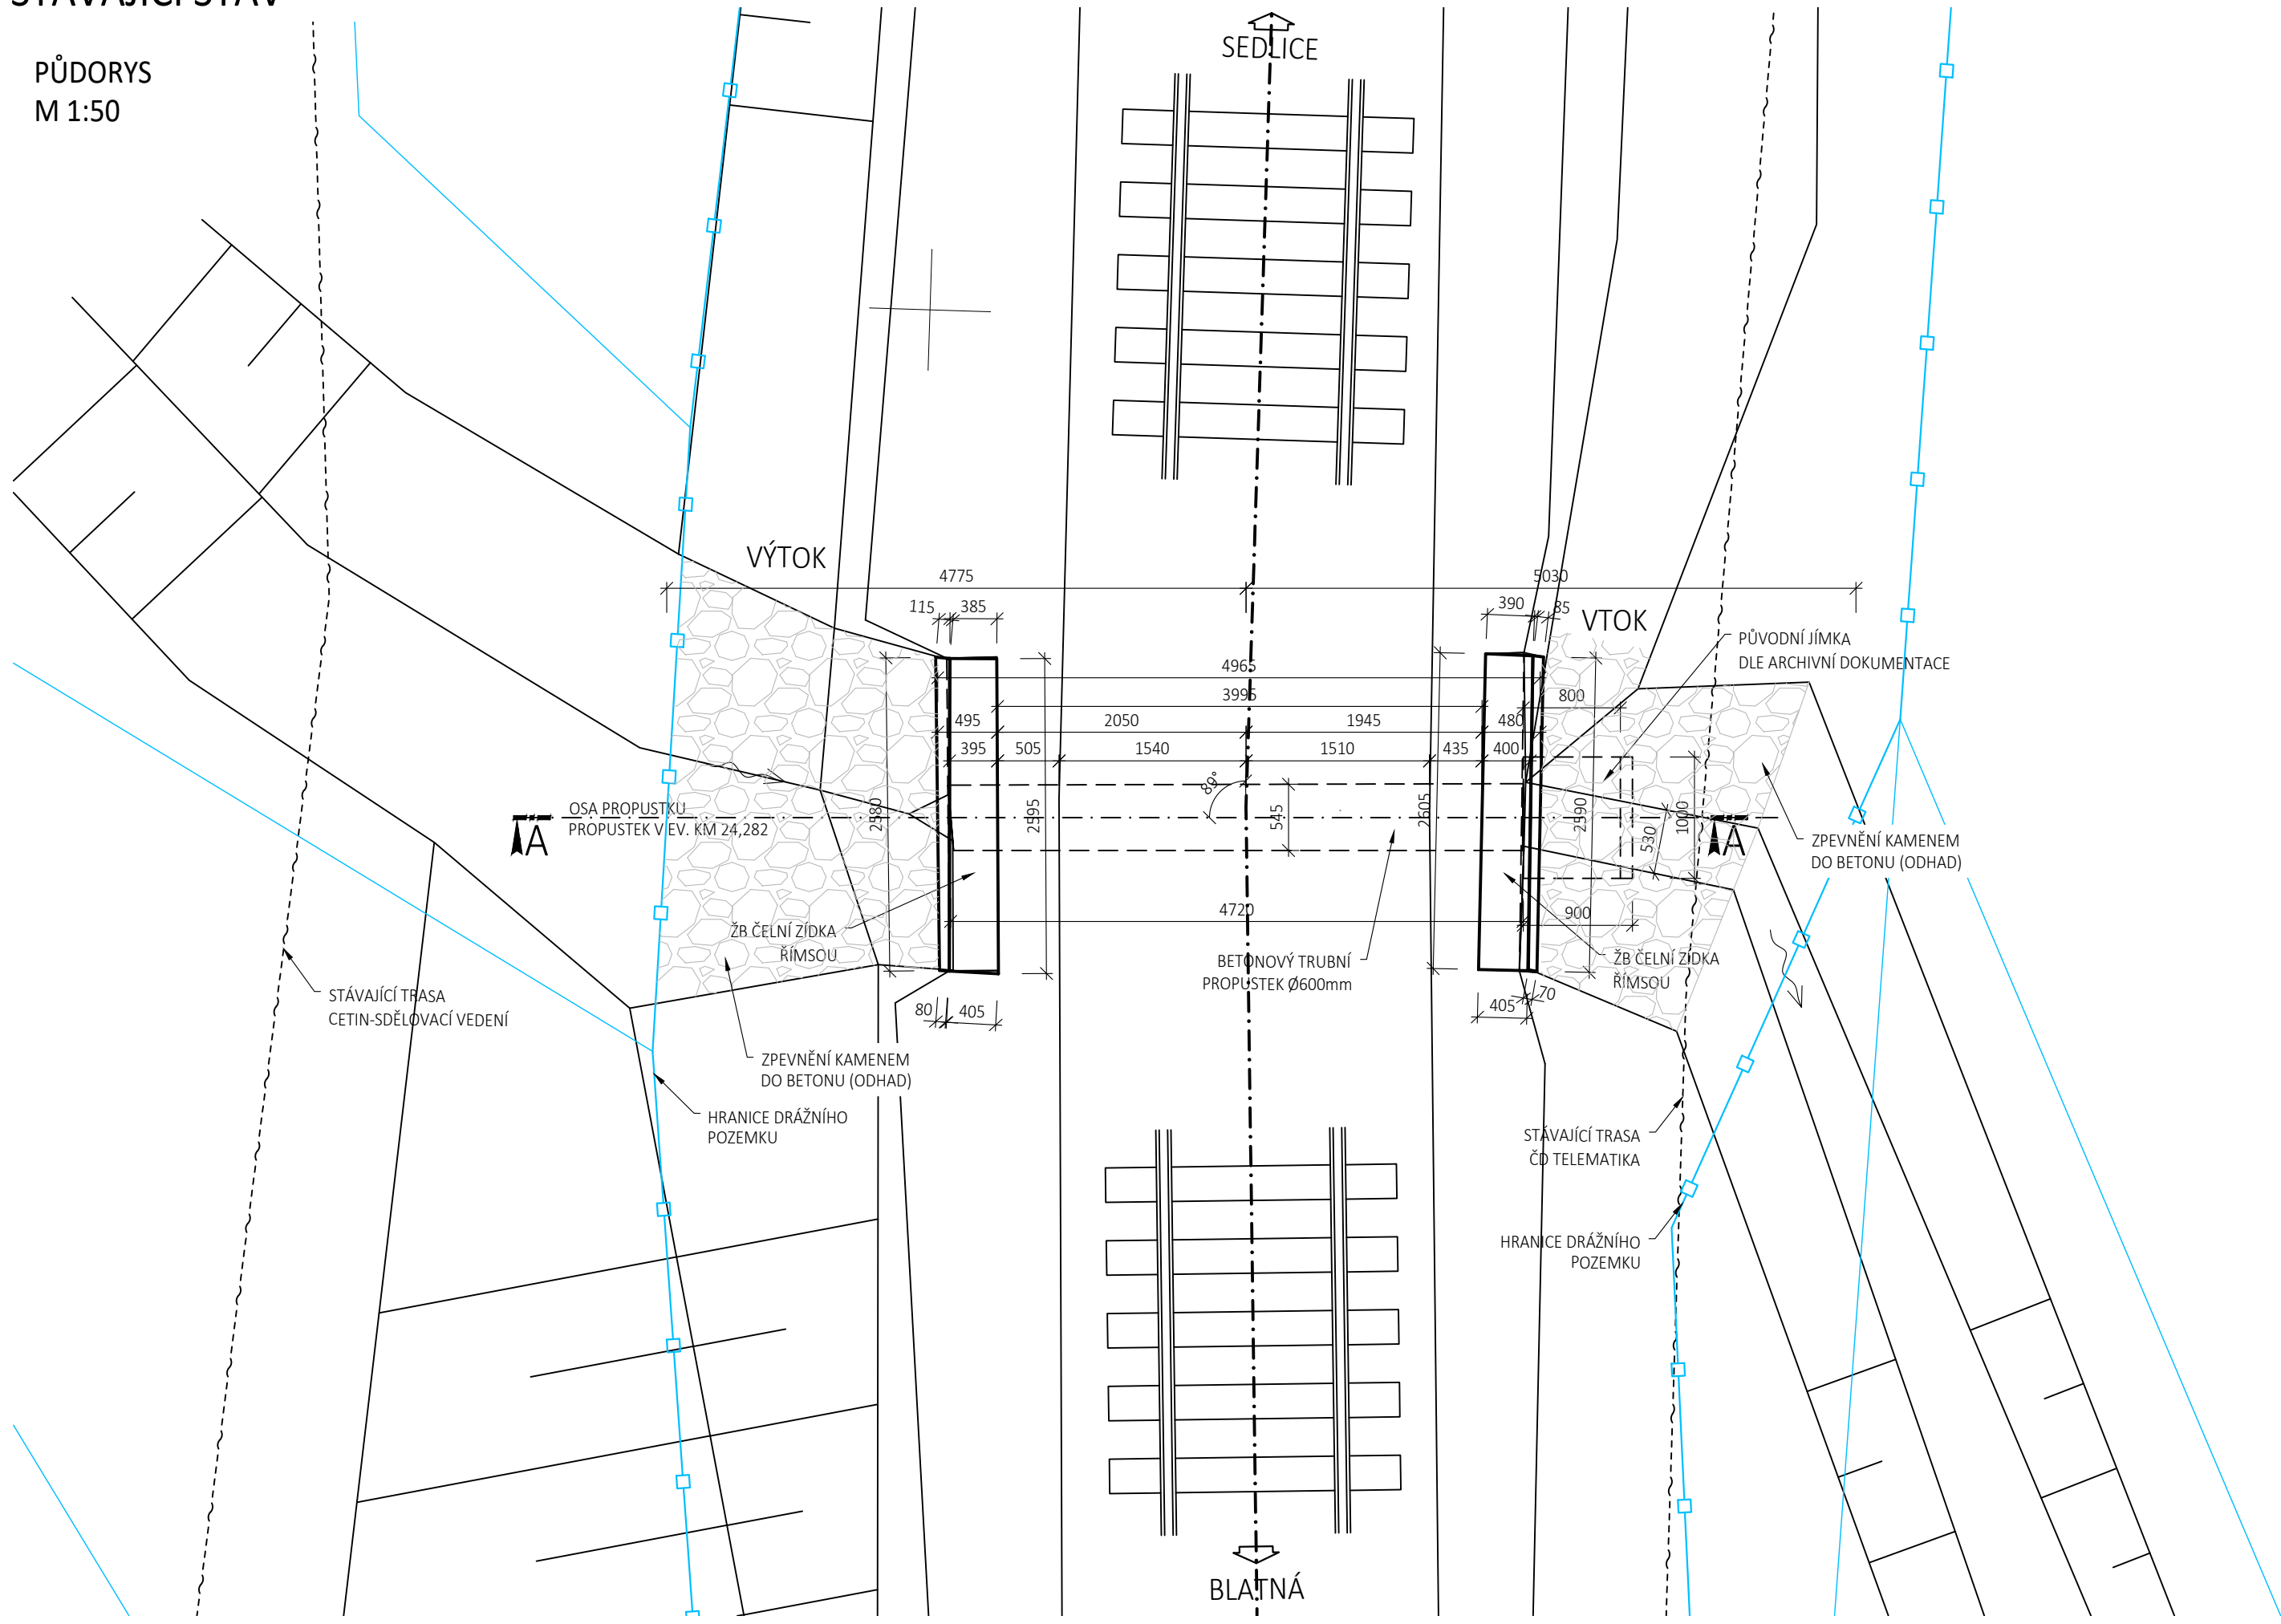 STÁVAJÍCÍ STAV
PŮDORYS
M 1:50
SEDLICE
VÝTOK
4775
5030
115
385
390
85
VTOK
PŮVODNÍ JÍMKA
DLE ARCHIVNÍ DOKUMENTACE
4965
3995
800
495
2050
1945
480
395
505
1540
1510
435
400
89°
545
2580
2595
2605
2590
530
1000
OSA PROPUSTKU
PROPUSTEK V EV. KM 24,282
A
A
ZPEVNĚNÍ KAMENEM
DO BETONU (ODHAD)
4720
900
ŽB ČELNÍ ZÍDKA
ŘÍMSOU
BETONOVÝ TRUBNÍ
PROPUSTEK Ø600mm
ŽB ČELNÍ ZÍDKA
ŘÍMSOU
STÁVAJÍCÍ TRASA
CETIN-SDĚLOVACÍ VEDENÍ
80
405
405
70
ZPEVNĚNÍ KAMENEM
DO BETONU (ODHAD)
HRANICE DRÁŽNÍHO
POZEMKU
STÁVAJÍCÍ TRASA
ČD TELEMATIKA
HRANICE DRÁŽNÍHO
POZEMKU
BLATNÁ